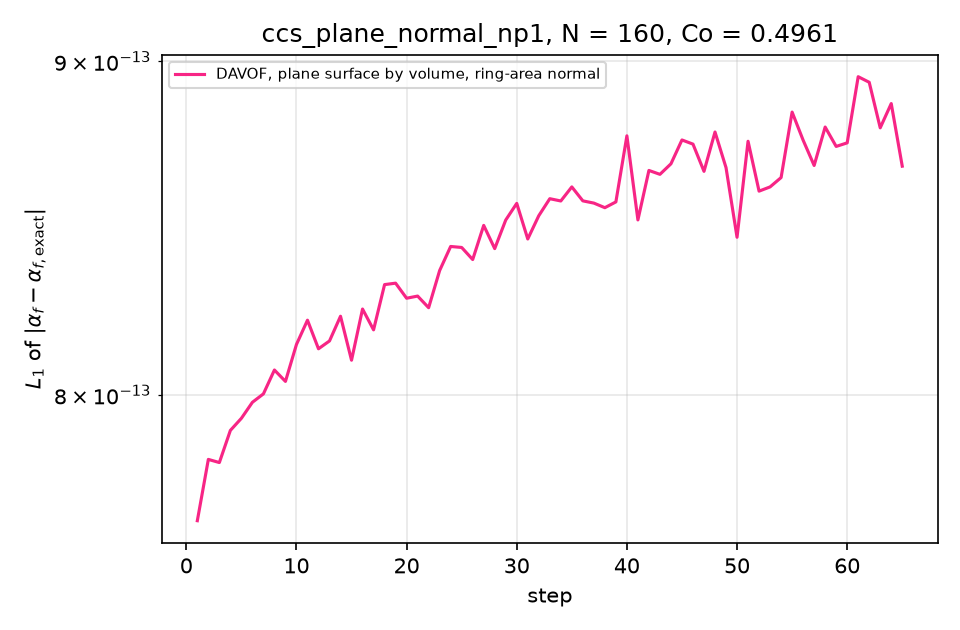 ccs_plane_normal_np1, N = 160, Co = 0.4961
DAVOF, plane surface by volume, ring-area normal
L₁ of |α_f − α_{f,exact}|
9 × 10⁻¹³
8 × 10⁻¹³
0 10 20 30 40 50 60
step